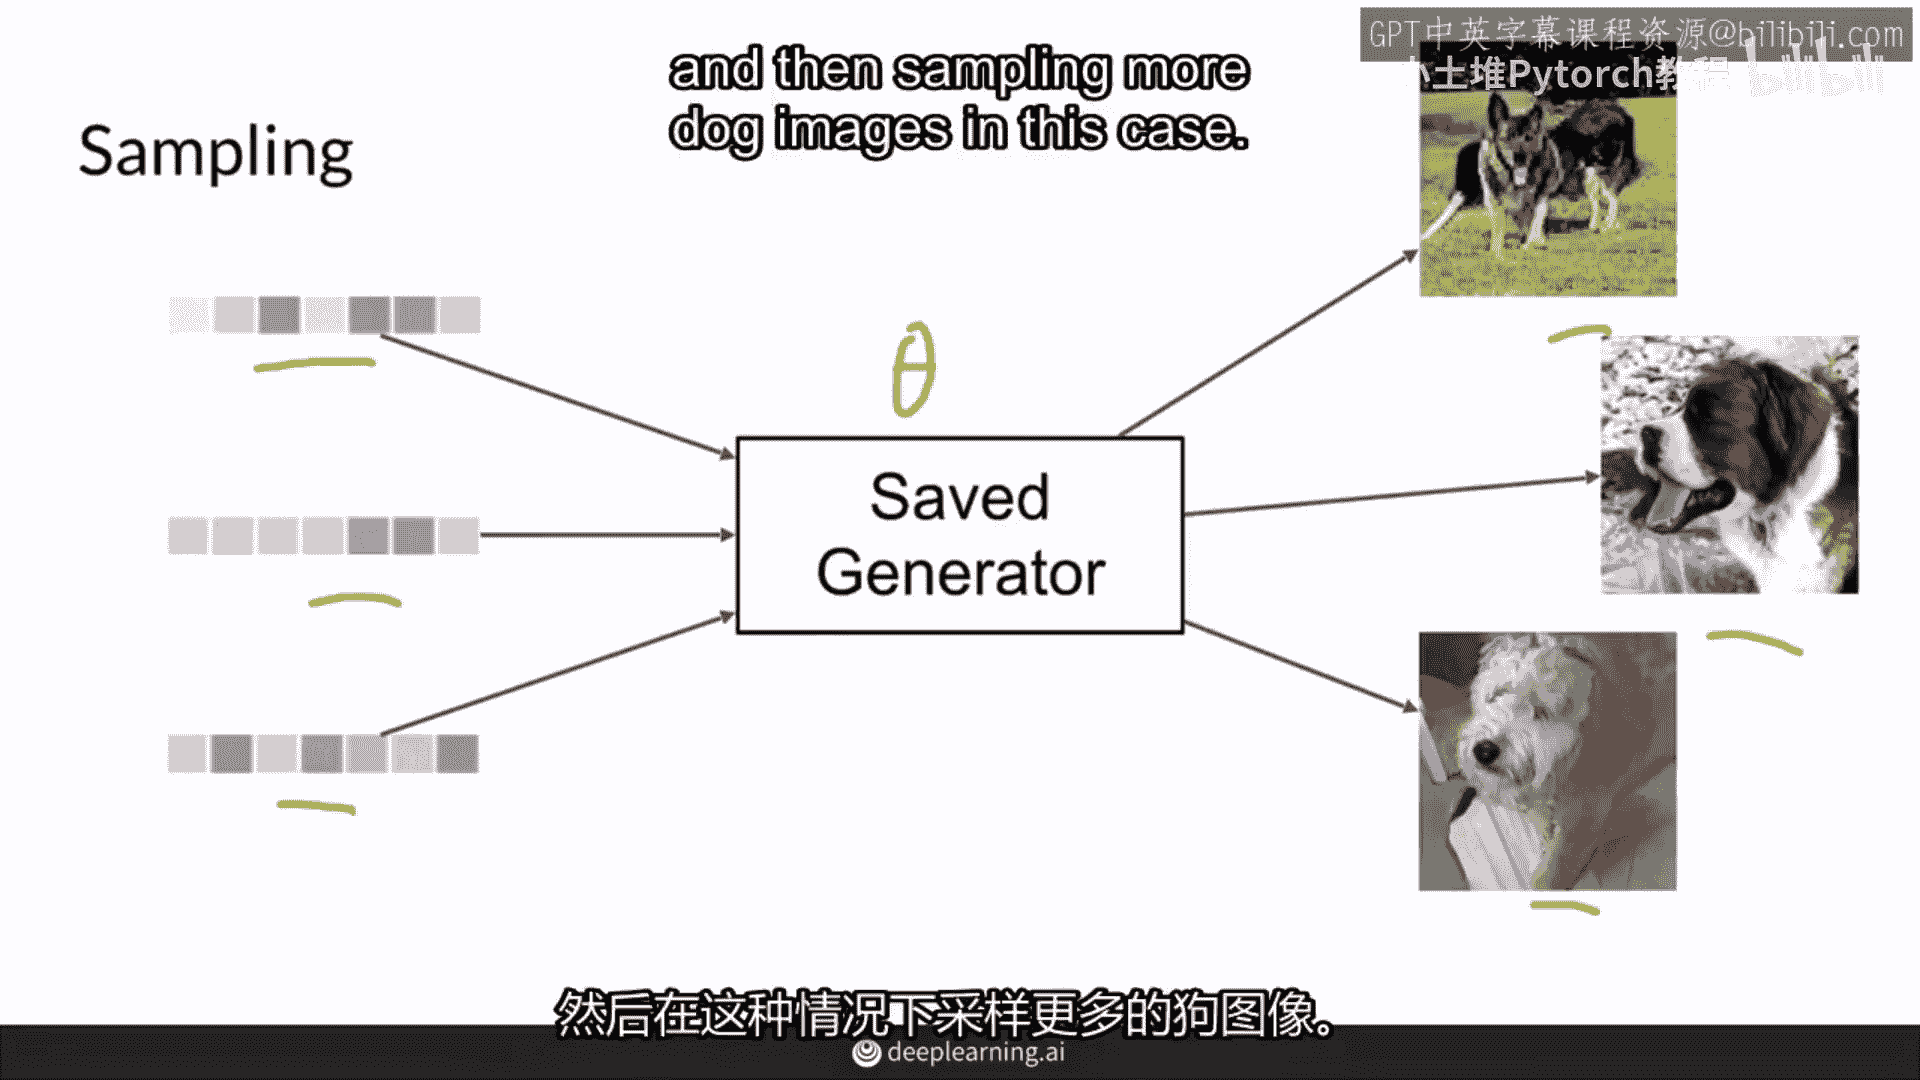 GPT中英字幕课程资源@bilibili.com
小土堆Pytorch教程 bilibili
and then sampling more
dog images in this case.
Sampling
θ
Saved
Generator
然后在这种情况下采样更多的狗图像。
deeplearning.ai